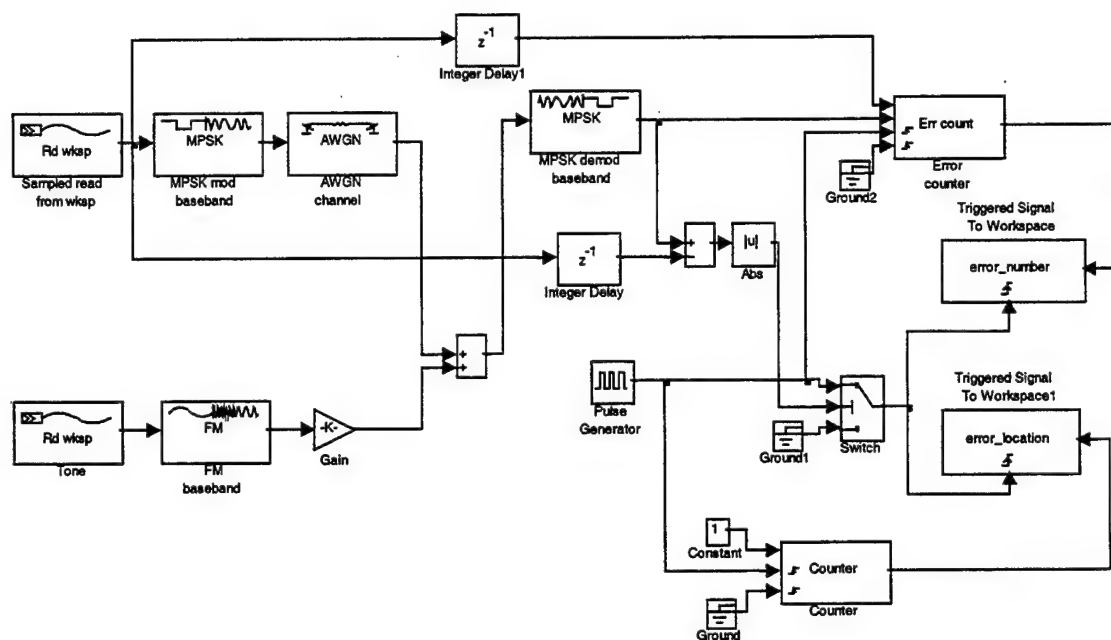 z-1
Integer Delay1
Rd wksp
Sampled read
from wksp
MPSK
MPSK mod
baseband
AWGN
AWGN
channel
MPSK
MPSK demod
baseband
Err count
Error
counter
Ground2
z-1
Integer Delay
+
−
|u|
Abs
Triggered Signal
To Workspace
error_number
+
+
Pulse
Generator
Ground1
Switch
Triggered Signal
To Workspace1
error_location
Rd wksp
Tone
FM
FM
baseband
-K-
Gain
1
Constant
Counter
Counter
Ground